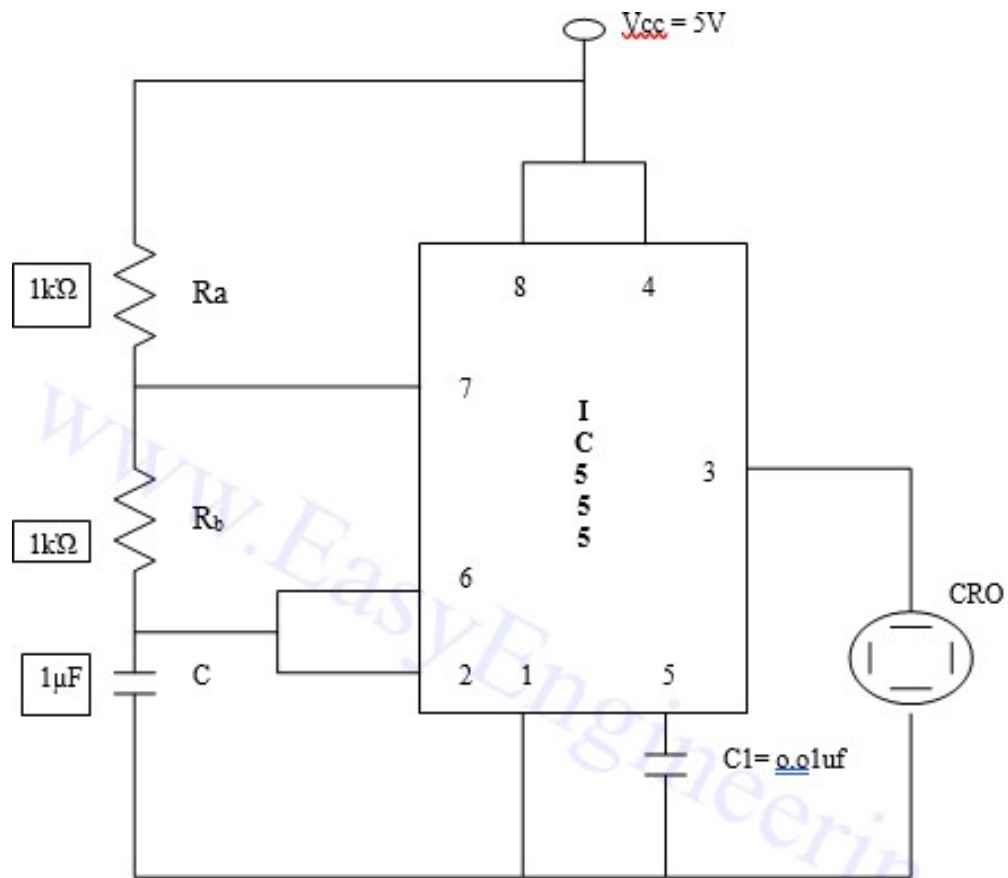 Vcc = 5V
1kΩ
Ra
8
4
7
I
C
5
5
5
3
Rb
1kΩ
6
CRO
1µF
C
2
1
5
C1= o.o1uf
www.EasyEngineerin